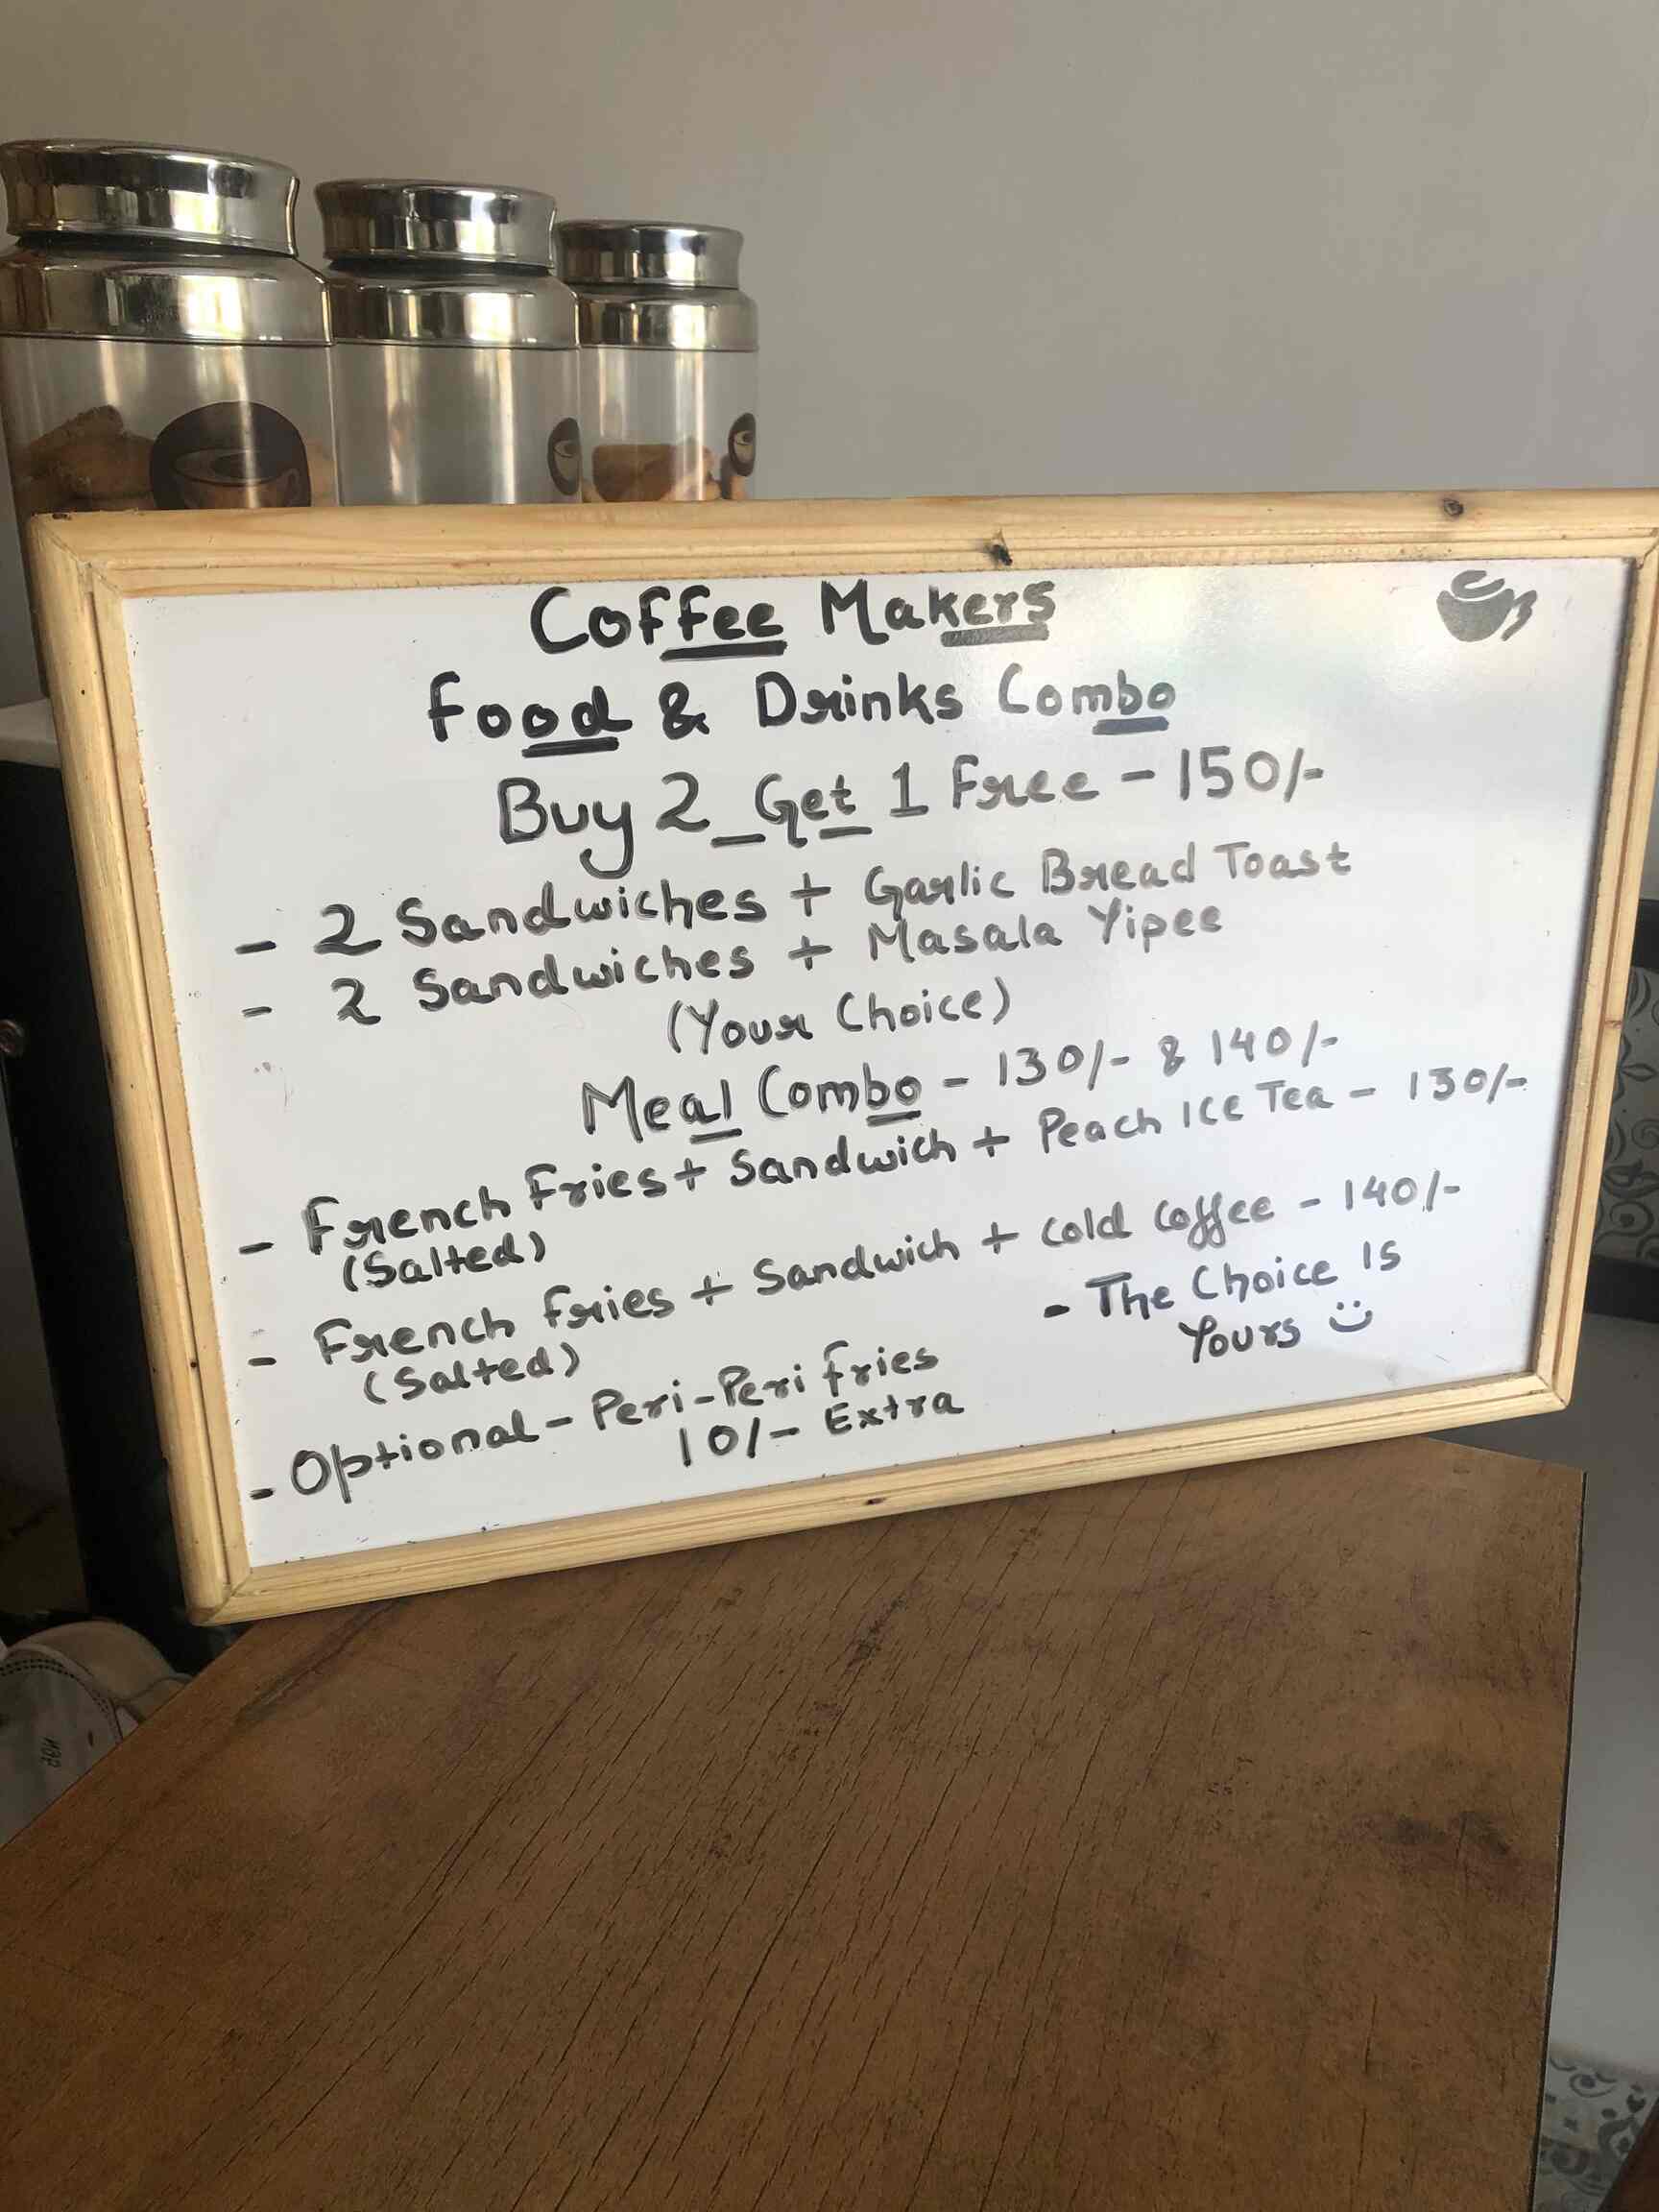 Coffee Makers
Food & Drinks Combo
Buy 2 Get 1 Free - 150/-
- 2 Sandwiches + Garlic Bread Toast
- 2 Sandwiches + Masala Yipee
(Your Choice)
Meal Combo - 130/- & 140/-
- French Fries + Sandwich + Peach Ice Tea - 130/-
(Salted)
- French Fries + Sandwich + Cold Coffee - 140/-
(Salted)
- Optional - Peri-Peri Fries
10/- Extra
- The Choice Is
Yours